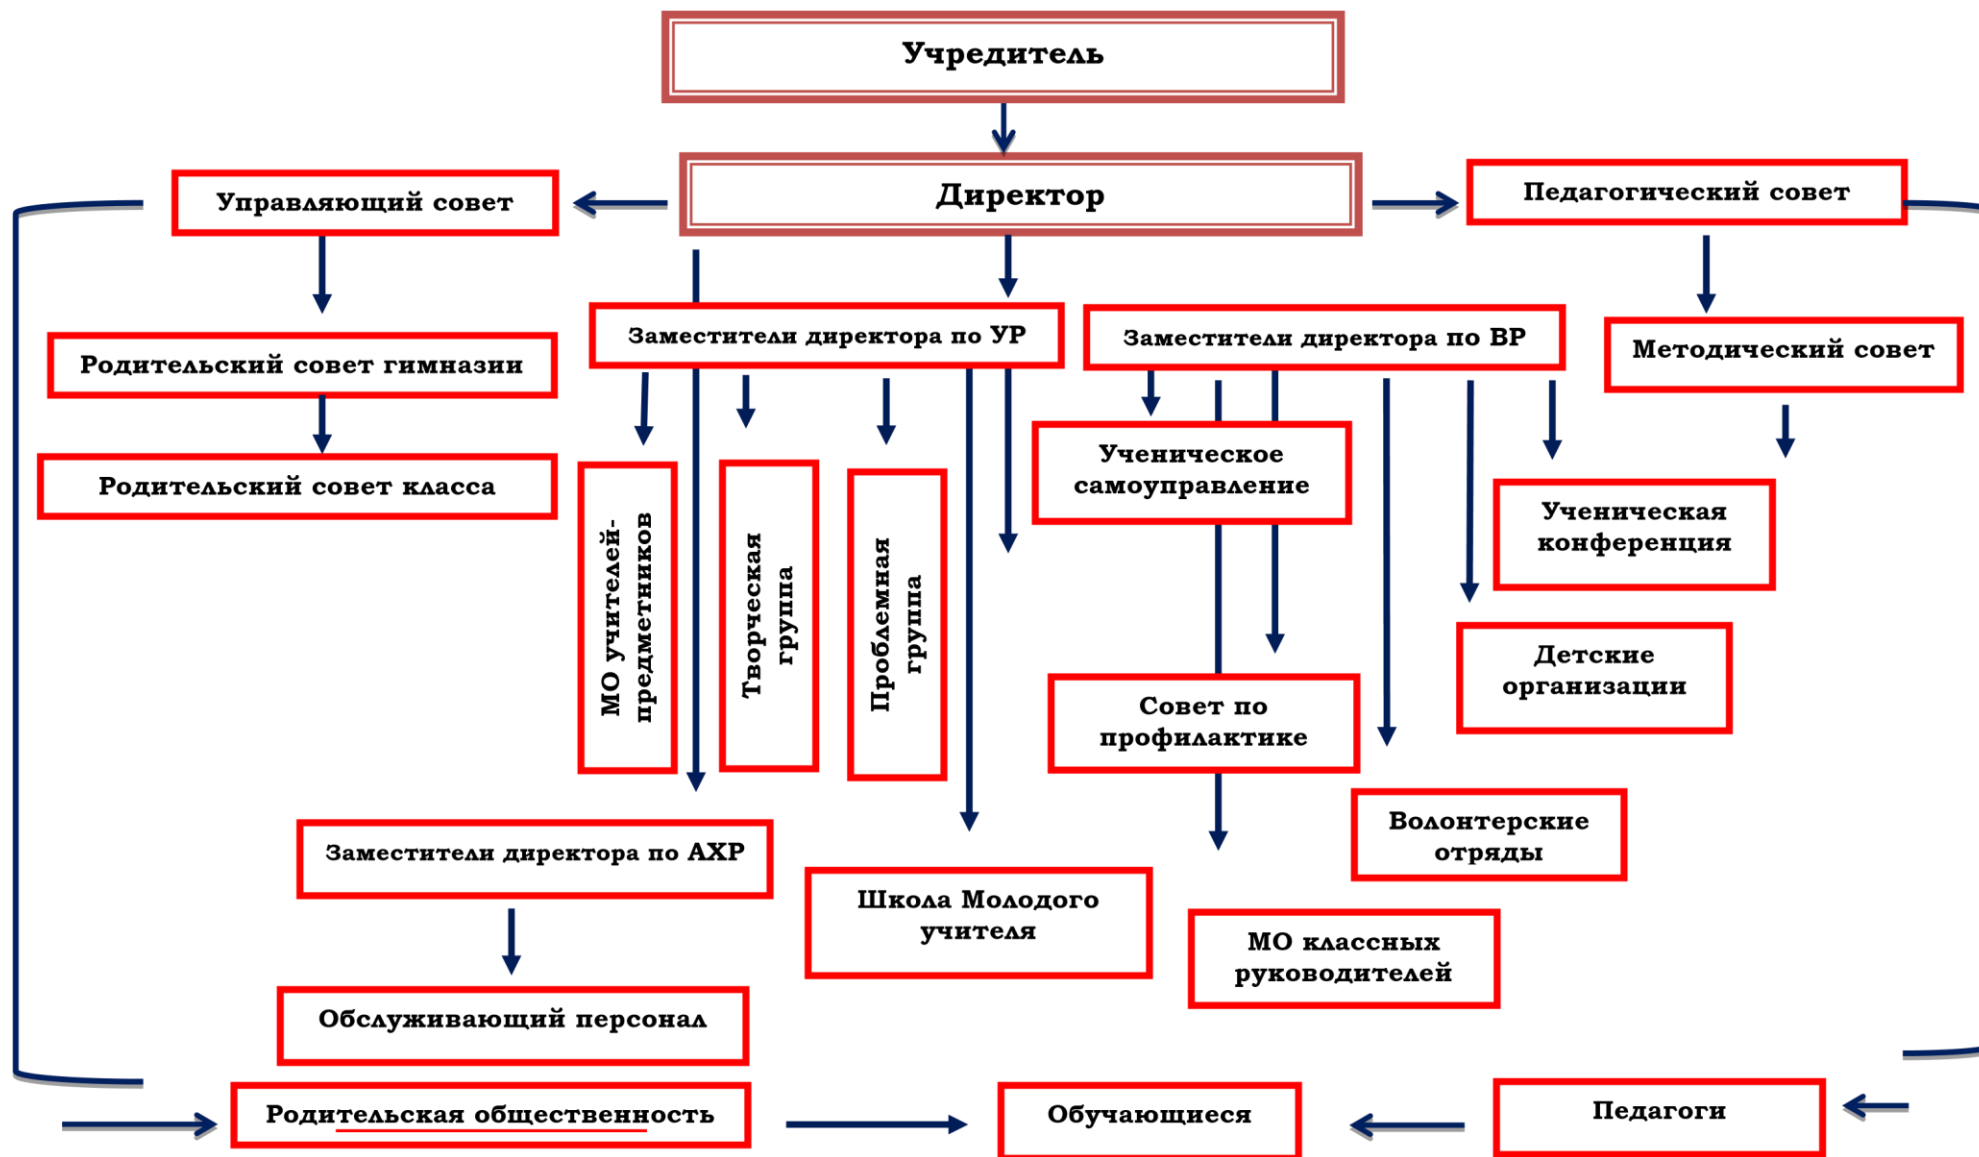 Учредитель
Директор
Управляющий совет
Педагогический совет
Заместители директора по УР
Заместители директора по ВР
Методический совет
Родительский совет гимназии
Родительский совет класса
Ученическое
самоуправление
Ученическая
конференция
МО учителей-
предметников
Творческая
группа
Проблемная
группа
Детские
организации
Совет по
профилактике
Волонтерские
отряды
Заместители директора по АХР
Школа Молодого
учителя
МО классных
руководителей
Обслуживающий персонал
Родительская общественность
Обучающиеся
Педагоги